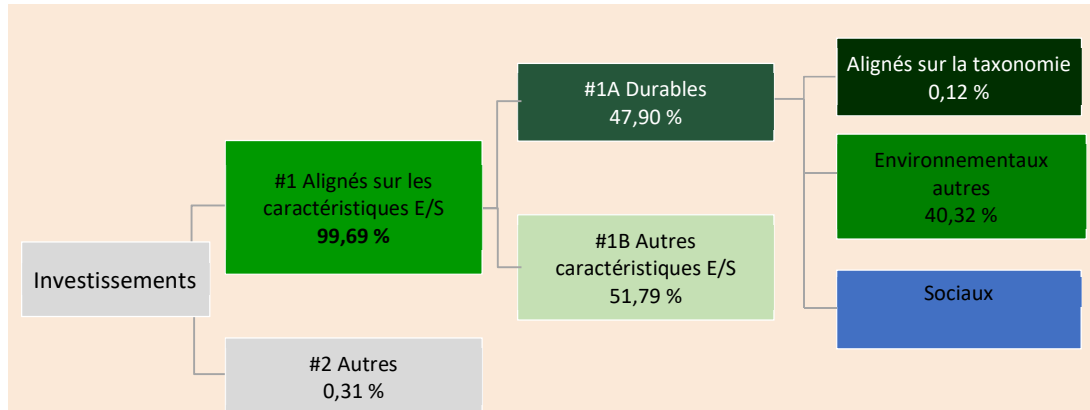 Investissements
#1 Alignés sur les
caractéristiques E/S
99,69 %
#2 Autres
0,31 %
#1A Durables
47,90 %
#1B Autres
caractéristiques E/S
51,79 %
Alignés sur la taxonomie
0,12 %
Environnementaux
autres
40,32 %
Sociaux